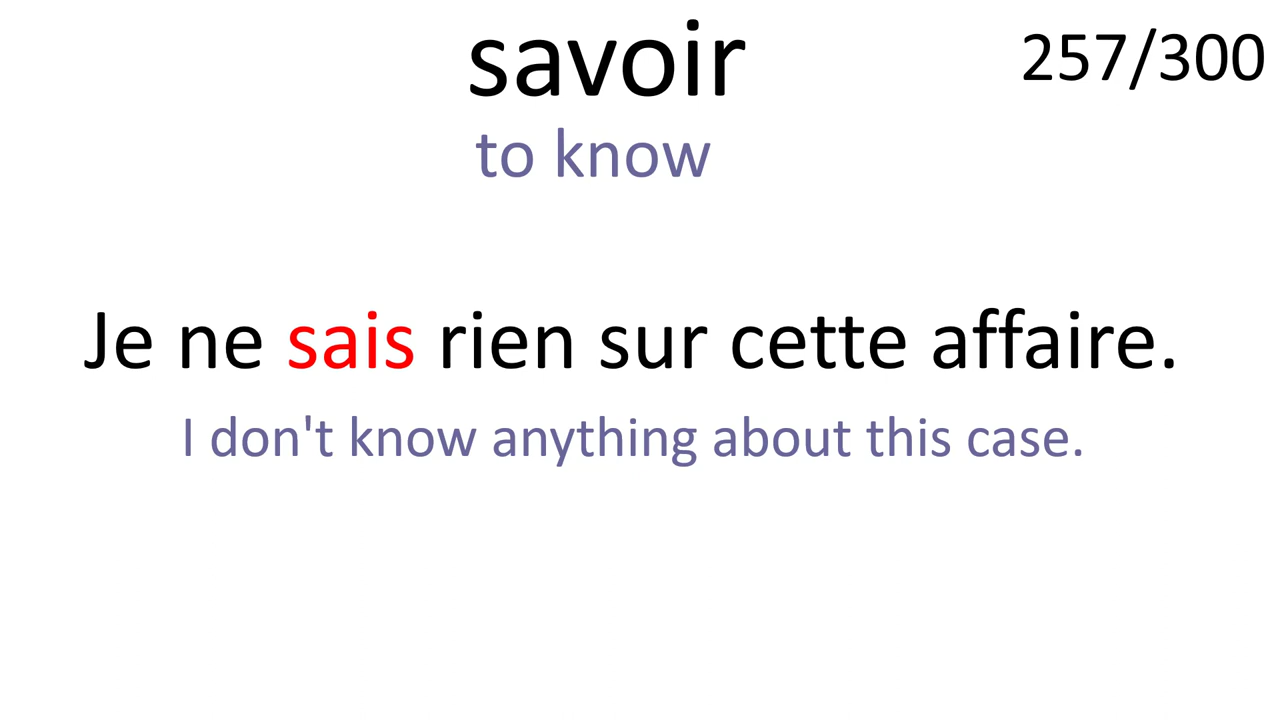 savoir
257/300
to know
Je ne sais rien sur cette affaire.
I don't know anything about this case.